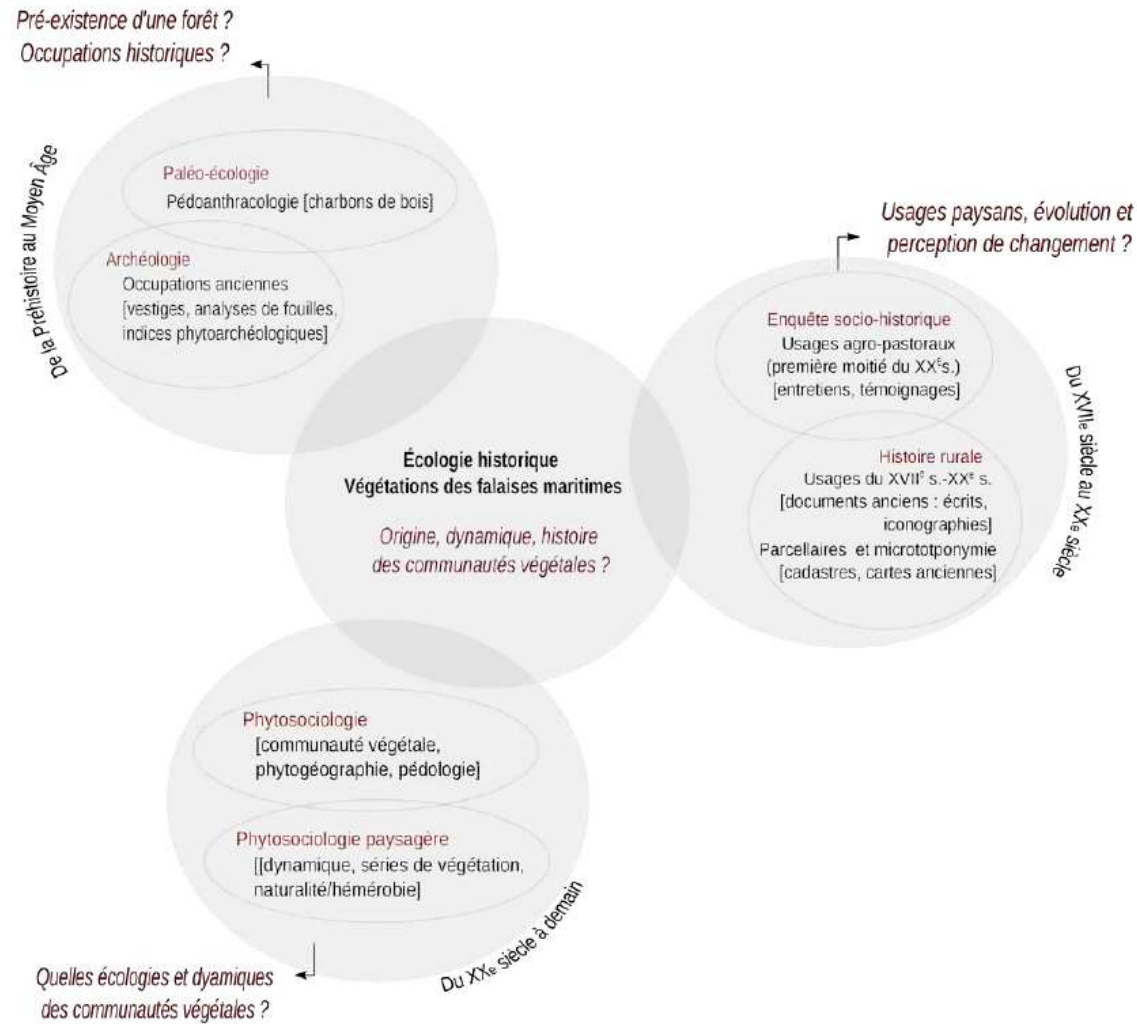 Pré-existence d'une forêt ?
Occupations historiques ?
De la Préhistoire au Moyen Âge
Paléo-écologie
Pédoanthracologie [charbons de bois]
Archéologie
Occupations anciennes
[vestiges, analyses de fouilles,
indices phytoarchéologiques]
Usages paysans, évolution et
perception de changement ?
Enquête socio-historique
Usages agro-pastoraux
(première moitié du XXᵉs.)
[entretiens, témoignages]
Histoire rurale
Usages du XVIIᵉ s.-XXᵉ s.
[documents anciens : écrits,
iconographies]
Parcellaires et micrototponymie
[cadastres, cartes anciennes]
Du XVIIe siècle au XXe siècle
Écologie historique
Végétations des falaises maritimes
Origine, dynamique, histoire
des communautés végétales ?
Phytosociologie
[communauté végétale,
phytogéographie, pédologie]
Phytosociologie paysagère
[[dynamique, séries de végétation,
naturalité/hémérobie]
Du XXe siècle à demain
Quelles écologies et dyamiques
des communautés végétales ?